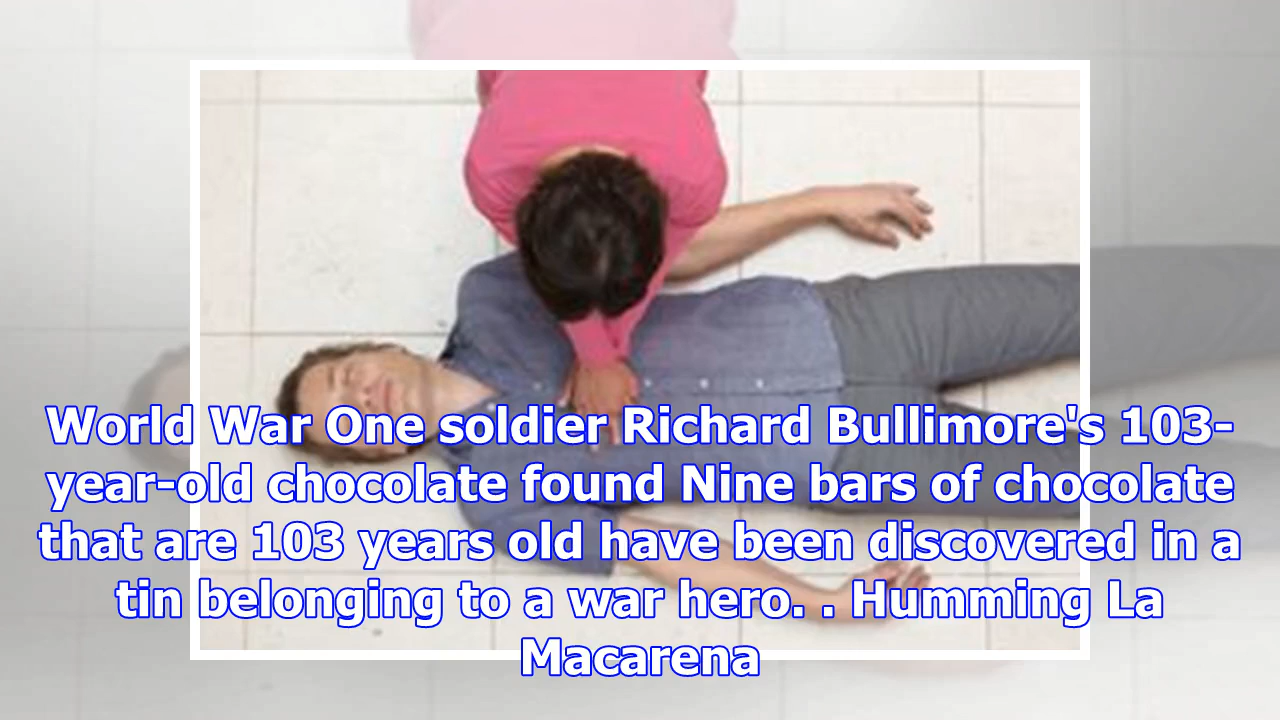 World War One soldier Richard Bullimore's 103-
year-old chocolate found Nine bars of chocolate
that are 103 years old have been discovered in a
tin belonging to a war hero. . Humming La
Macarena